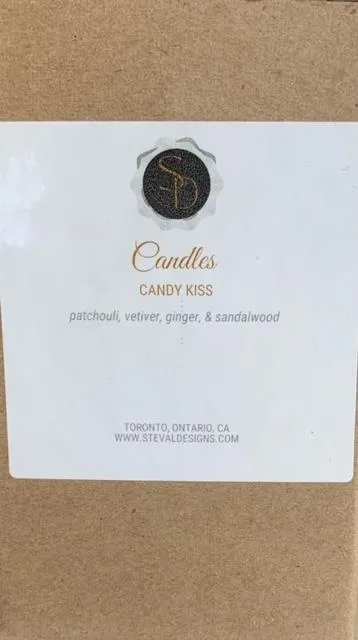 SD
Candles
CANDY KISS
patchouli, vetiver, ginger, & sandalwood
TORONTO, ONTARIO, CA
WWW.STEVALDESIGNS.COM